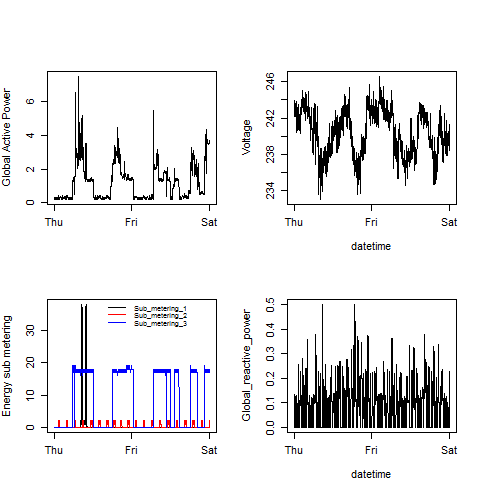 Global Active Power
6
4
2
0
Thu Fri Sat
Voltage
246
242
238
234
Thu Fri Sat
datetime
Energy sub metering
30
20
10
0
Sub_metering_1
Sub_metering_2
Sub_metering_3
Thu Fri Sat
Global_reactive_power
0.5
0.4
0.3
0.2
0.1
0.0
Thu Fri Sat
datetime